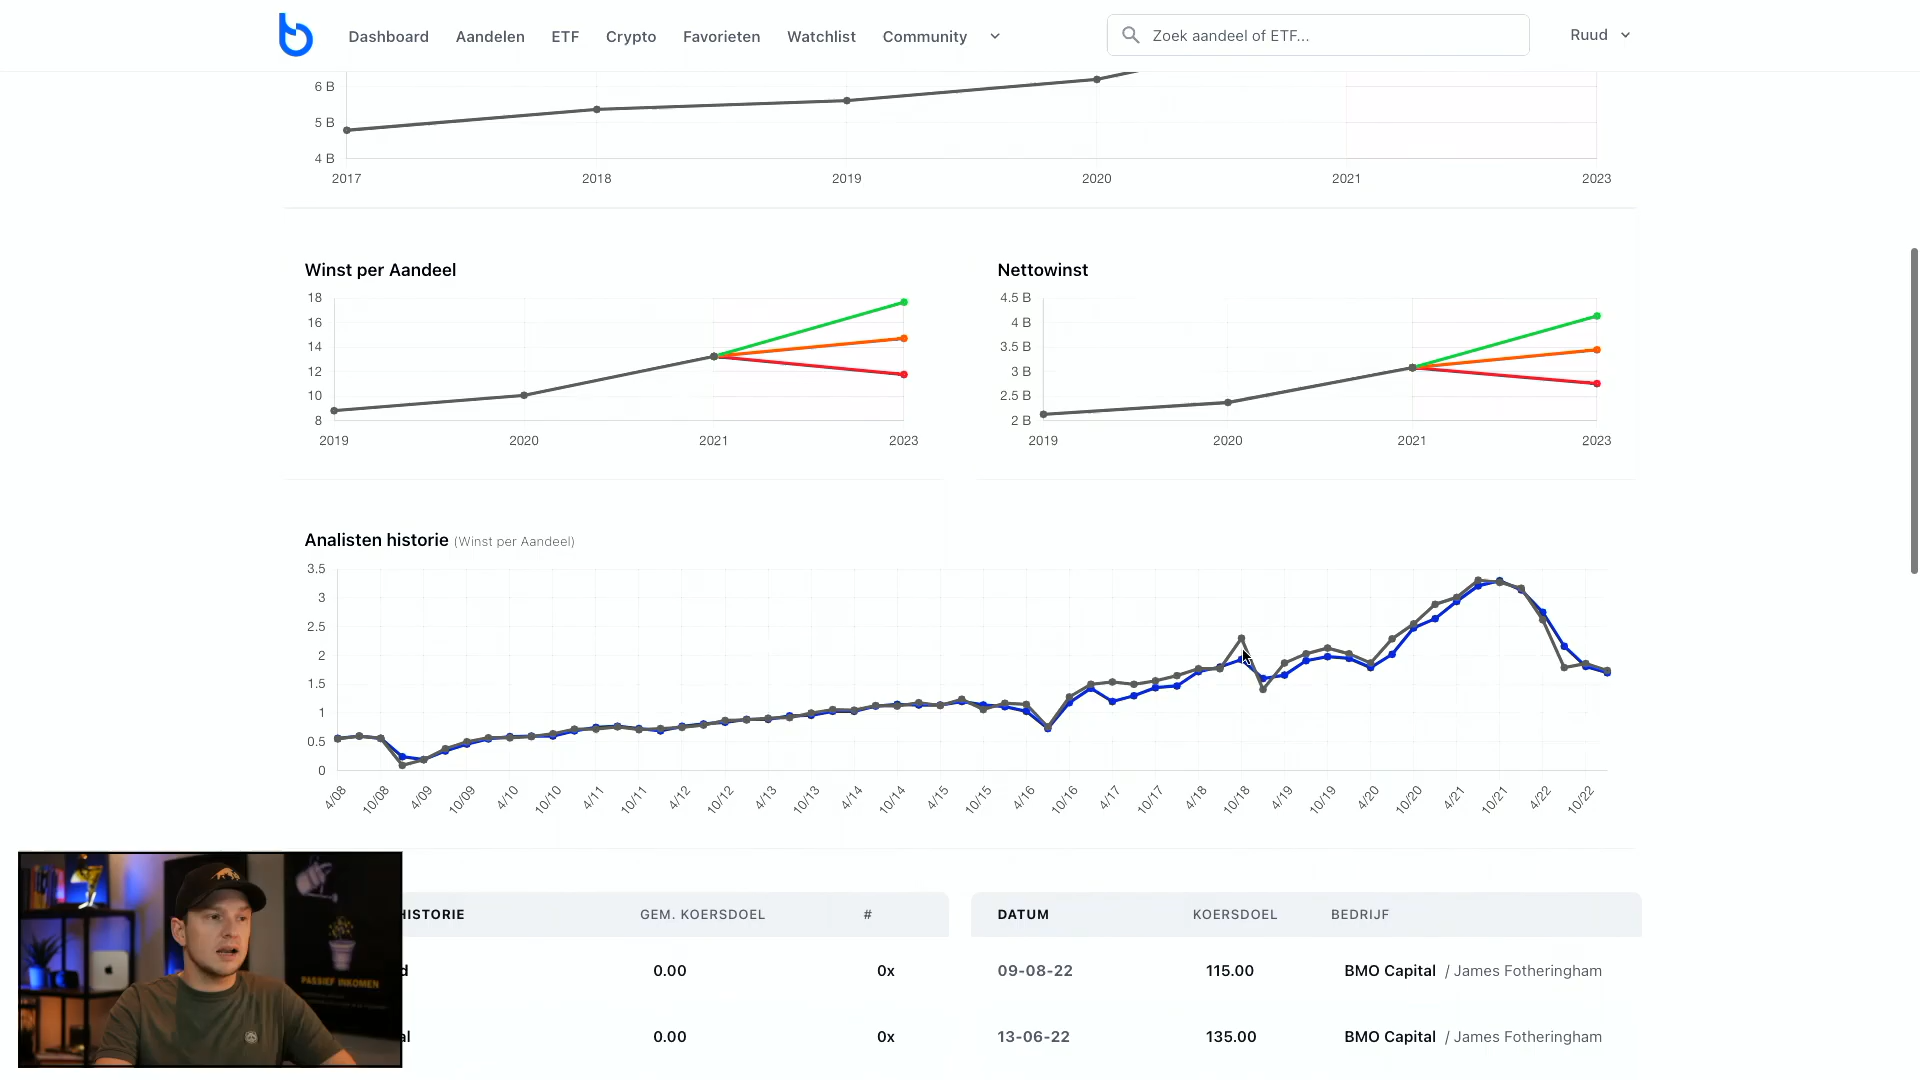 Dashboard Aandelen ETF Crypto Favorieten Watchlist Community
Zoek aandeel of ETF...
Ruud
6 B
5 B
4 B
2017 2018 2019 2020 2021 2023
Winst per Aandeel
18
16
14
12
10
8
2019 2020 2021 2023
Nettowinst
4.5 B
4 B
3.5 B
3 B
2.5 B
2 B
2019 2020 2021 2023
Analisten historie (Winst per Aandeel)
3.5
3
2.5
2
1.5
1
0.5
0
4/08 10/08 4/09 10/09 4/10 10/10 4/11 10/11 4/12 10/12 4/13 10/13 4/14 10/14 4/15 10/15 4/16 10/16 4/17 10/17 4/18 10/18 4/19 10/19 4/20 10/20 4/21 10/21 4/22 10/22
HISTORIE GEM. KOERSDOEL #
d 0.00 0x
al 0.00 0x
DATUM KOERSDOEL BEDRIJF
09-08-22 115.00 BMO Capital / James Fotheringham
13-06-22 135.00 BMO Capital / James Fotheringham
PASSIEF INKOMEN